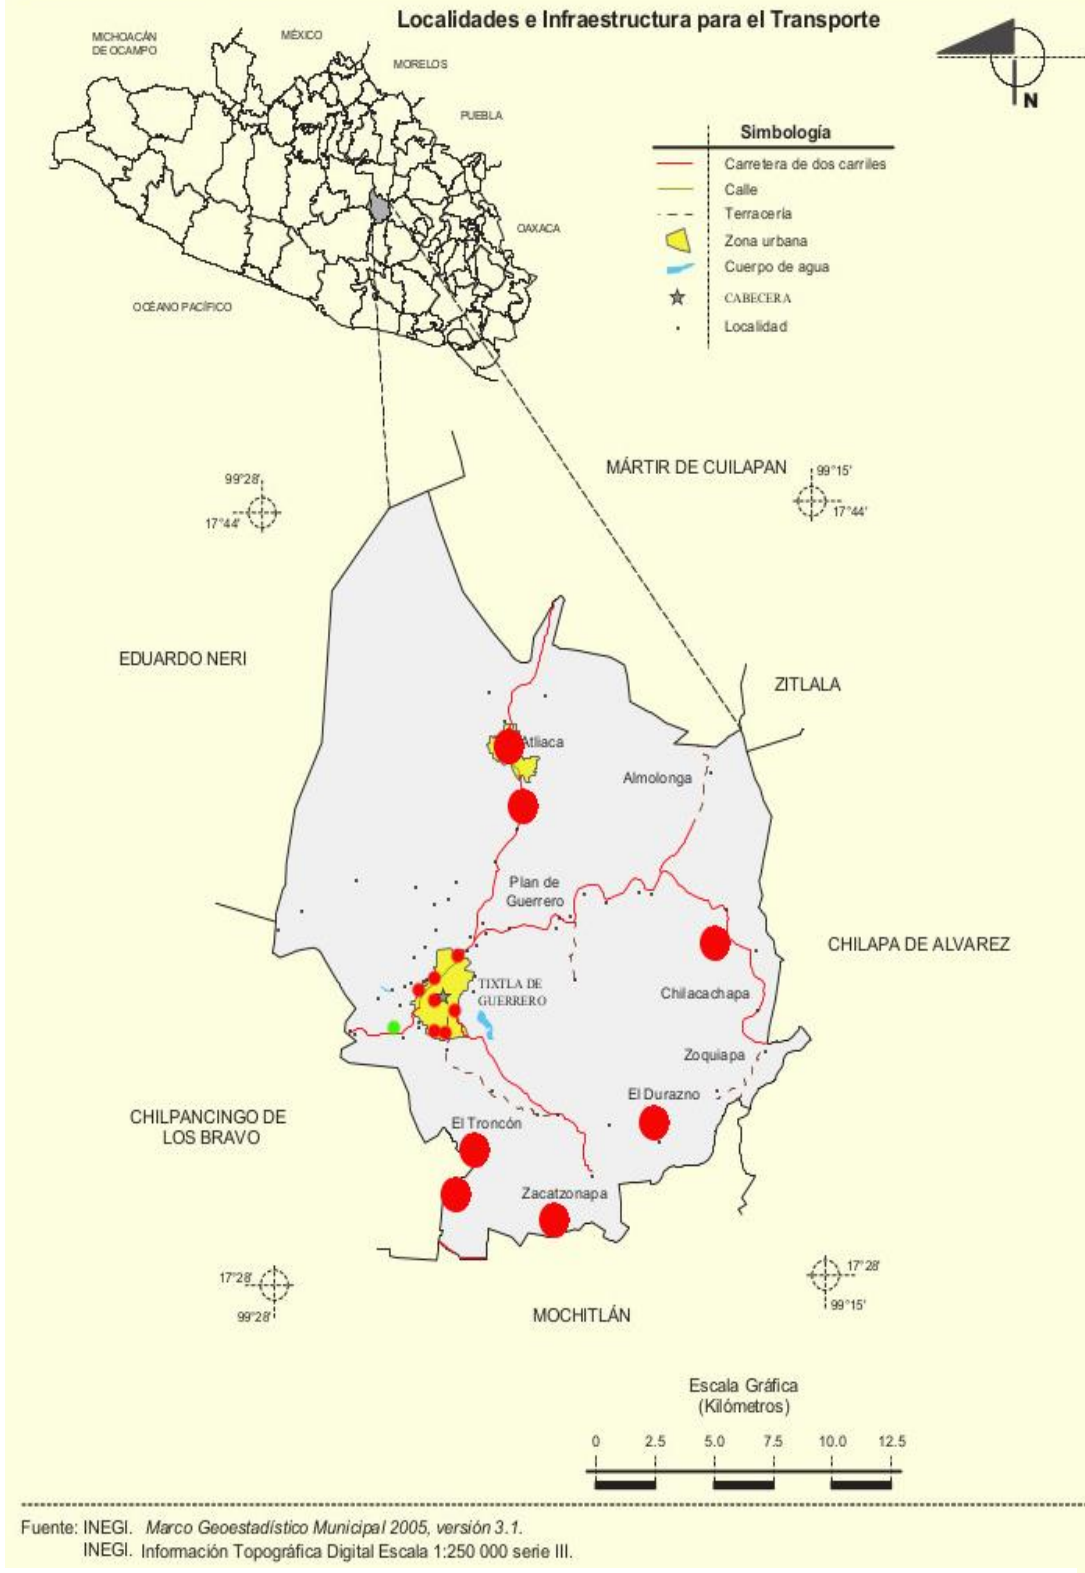 Localidades e Infraestructura para el Transporte
MICHOACÁN
DE OCAMPO
MÉXICO
MORELOS
PUEBLA
OAXACA
OCÉANO PACÍFICO
N
Simbología
Carretera de dos carriles
Calle
Terracería
Zona urbana
Cuerpo de agua
CABECERA
Localidad
MÁRTIR DE CUILAPAN
99°28'
17°44'
99°15'
17°44'
EDUARDO NERI
ZITLALA
Atliaca
Almolonga
Plan de
Guerrero
CHILAPA DE ALVAREZ
TIXTLA DE
GUERRERO
Chilacachapa
Zoquiapa
El Durazno
CHILPANCINGO DE
LOS BRAVO
El Troncón
Zacatzonapa
17°28'
99°28'
17°28'
99°15'
MOCHITLÁN
Escala Gráfica
(Kilómetros)
0 2.5 5.0 7.5 10.0 12.5
Fuente: INEGI. Marco Geoestadístico Municipal 2005, versión 3.1.
INEGI. Información Topográfica Digital Escala 1:250 000 serie III.